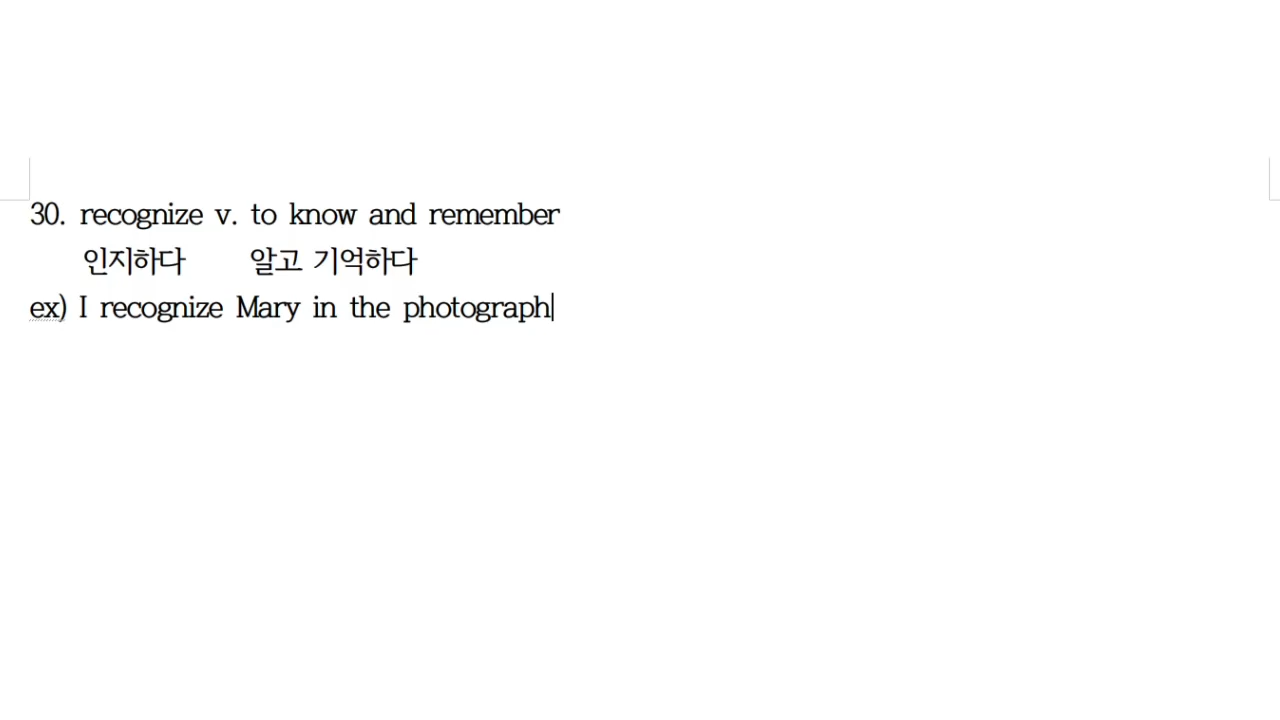 30. recognize v. to know and remember
인지하다 알고 기억하다
ex) I recognize Mary in the photograph